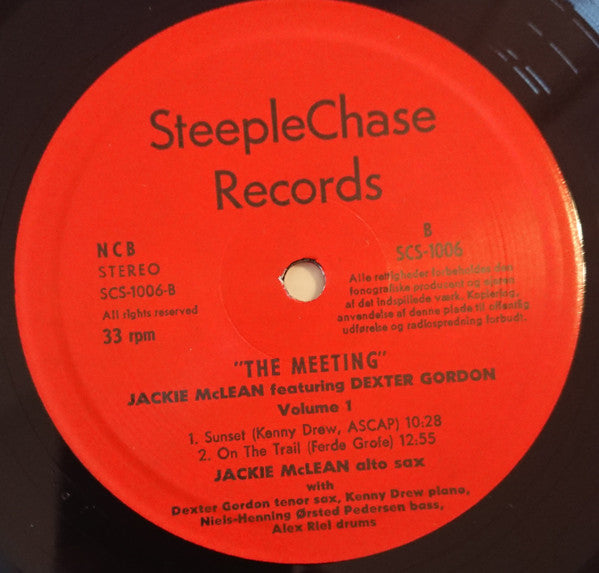 SteepleChase
Records
NCB
STEREO
SCS-1006-B
All rights reserved
33 rpm
B
SCS-1006
Alle rettigheder forbeholdes den
fonografiske producent og ejeren
af det indspillede værk. Kopiering,
anvendelse af denne plade til offentlig
udførelse og radiospredning forbudt.
"THE MEETING"
JACKIE McLEAN featuring DEXTER GORDON
Volume 1
1. Sunset (Kenny Drew, ASCAP) 10:28
2. On The Trail (Ferde Grofe) 12:55
JACKIE McLEAN alto sax
with
Dexter Gordon tenor sax, Kenny Drew piano,
Niels-Henning Ørsted Pedersen bass,
Alex Riel drums